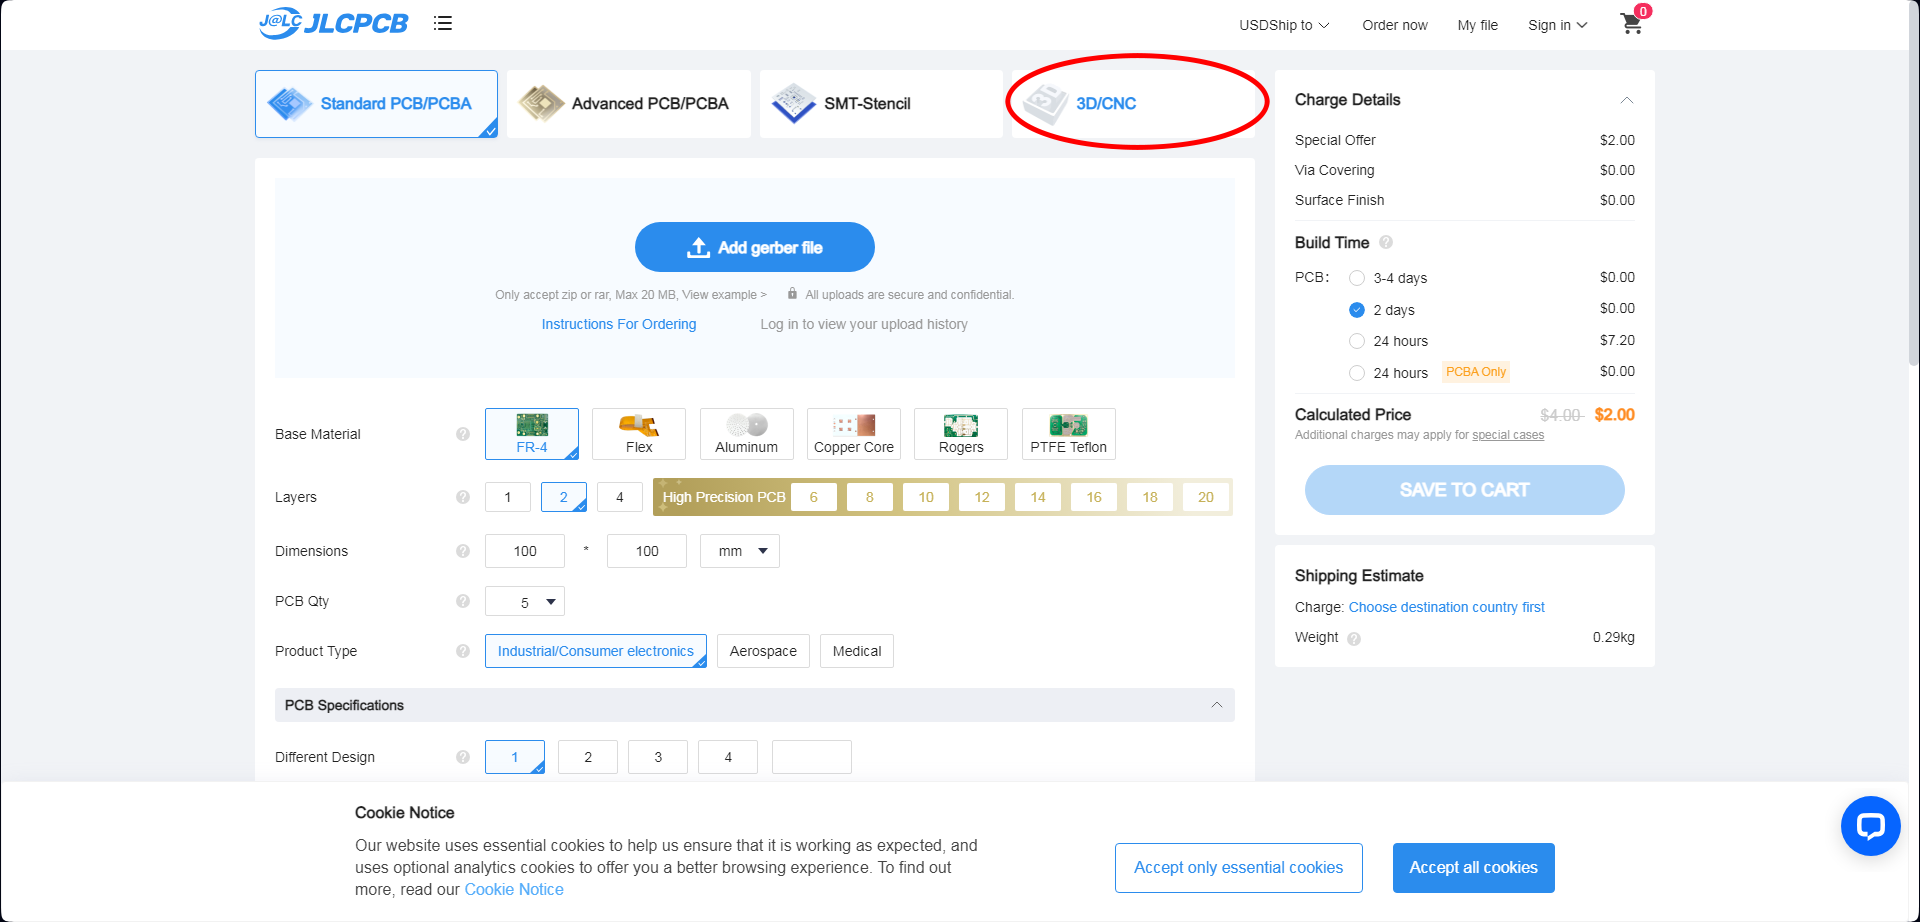 J@LC JLCPCB
USDShip to
Order now
My file
Sign in
0
Standard PCB/PCBA
Advanced PCB/PCBA
SMT-Stencil
3D
3D/CNC
Add gerber file
Only accept zip or rar, Max 20 MB, View example >
All uploads are secure and confidential.
Instructions For Ordering
Log in to view your upload history
Base Material
?
FR-4
Flex
Aluminum
Copper Core
Rogers
PTFE Teflon
Layers
?
1
2
4
High Precision PCB
6
8
10
12
14
16
18
20
Dimensions
?
100
*
100
mm
PCB Qty
?
5
Product Type
?
Industrial/Consumer electronics
Aerospace
Medical
PCB Specifications
Different Design
?
1
2
3
4
Charge Details
Special Offer
$2.00
Via Covering
$0.00
Surface Finish
$0.00
Build Time
?
PCB:
3-4 days
$0.00
2 days
$0.00
24 hours
$7.20
24 hours
PCBA Only
$0.00
Calculated Price
$4.00
$2.00
Additional charges may apply for special cases
SAVE TO CART
Shipping Estimate
Charge: Choose destination country first
Weight
?
0.29kg
Cookie Notice
Our website uses essential cookies to help us ensure that it is working as expected, and
uses optional analytics cookies to offer you a better browsing experience. To find out
more, read our Cookie Notice
Accept only essential cookies
Accept all cookies